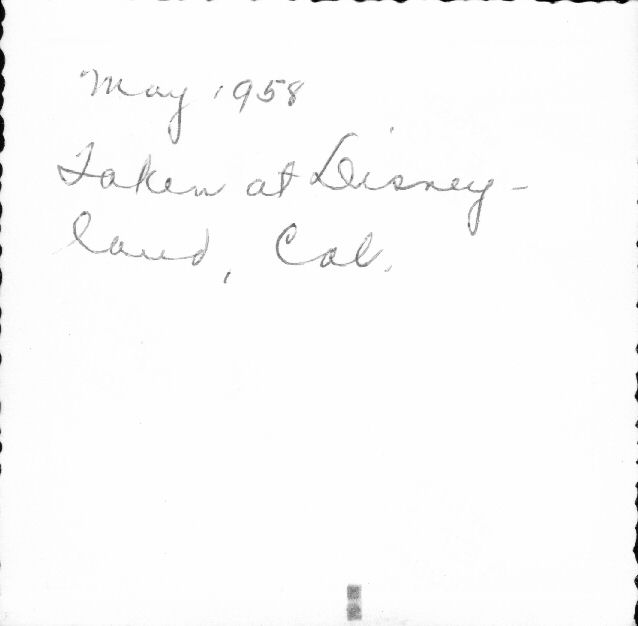 May 1958
Taken at Disney-
land, Cal.